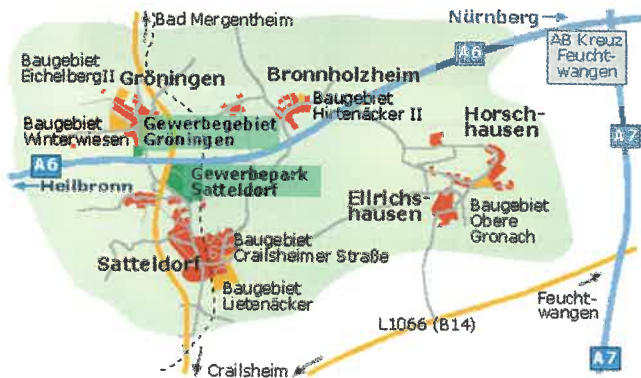 Bad Mergentheim
Nürnberg
A6
AB Kreuz
Feucht-
wangen
Baugebiet
EichelbergII
Gröningen
Bronnholzheim
Baugebiet
Hirtenäcker II
Horsch-
hausen
A7
Baugebiet
Winterwiesen
Gewerbegebiet
Gröningen
A6
Heilbronn
Gewerbepark
Satteldorf
Ellrichs-
hausen
Baugebiet
Obere
Gronach
Satteldorf
Baugebiet
Crailsheimer Straße
Baugebiet
Lietenäcker
Feucht-
wangen
L1066 (B14)
A7
Crailsheim